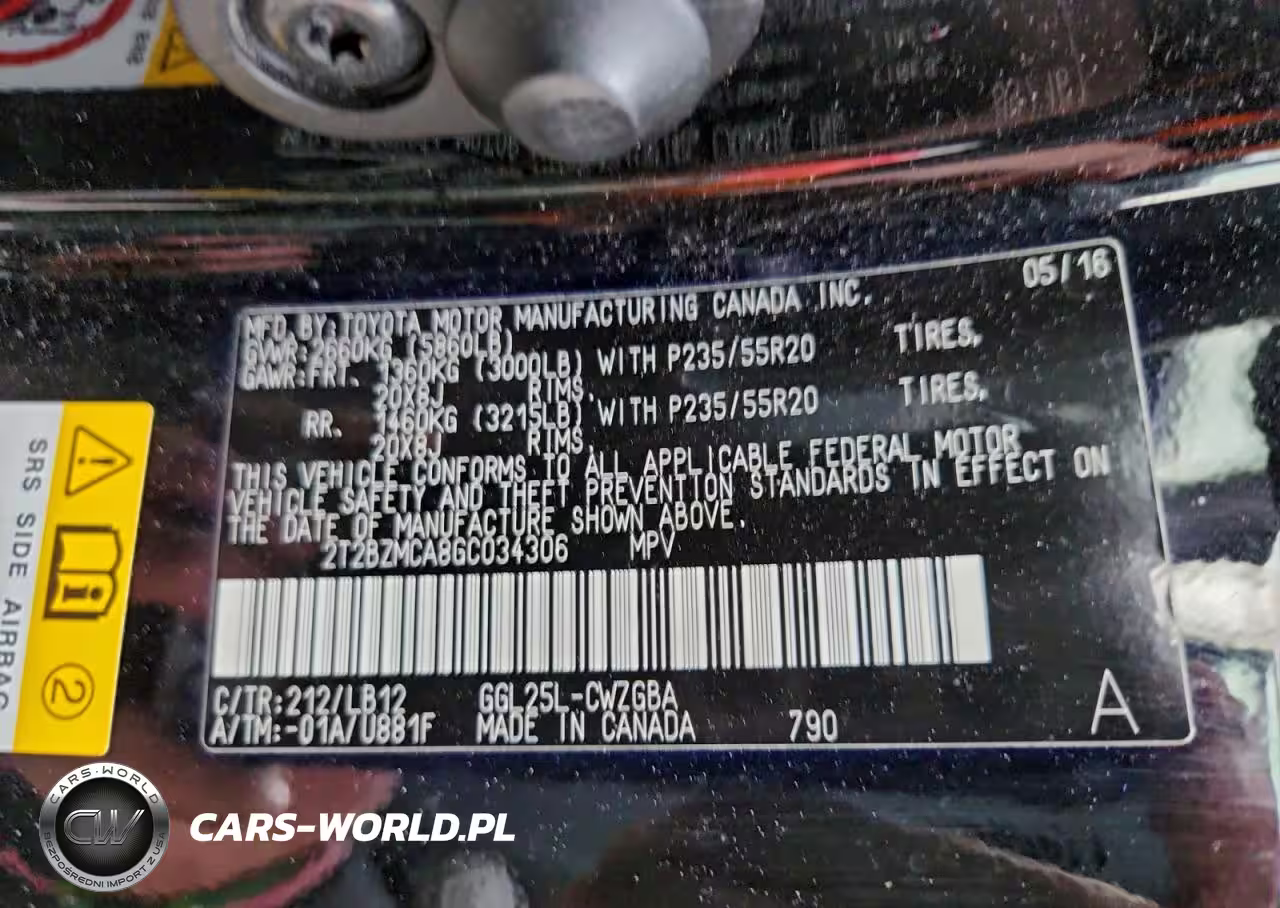 05/16
MFD. BY: TOYOTA MOTOR MANUFACTURING CANADA INC.
GVWR: 2660KG (5860LB)
GAWR: FRT. 1360KG (3000LB) WITH P235/55R20 TIRES,
20X8J RIMS.
RR. 1460KG (3215LB) WITH P235/55R20 TIRES,
20X8J RIMS.
THIS VEHICLE CONFORMS TO ALL APPLICABLE FEDERAL MOTOR
VEHICLE SAFETY AND THEFT PREVENTION STANDARDS IN EFFECT ON
THE DATE OF MANUFACTURE SHOWN ABOVE.
2T2BZMCA8GC034306 MPV
C/TR:212/LB12 GGL25L-CWZGBA
A/TM:-01A/U881F MADE IN CANADA 790
A
SRS SIDE AIRBAG
2
CARS-WORLD
CW
BEZPOŚREDNI IMPORT Z USA
CARS-WORLD.PL